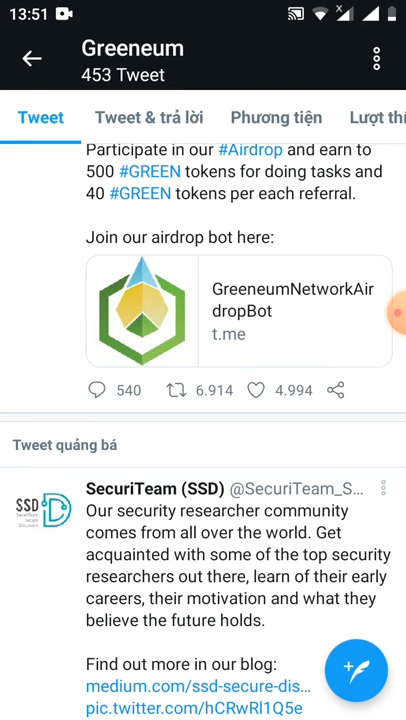 13:51
Greeneum
453 Tweet
Tweet
Tweet & trả lời
Phương tiện
Lượt thí
Participate in our #Airdrop and earn to
500 #GREEN tokens for doing tasks and
40 #GREEN tokens per each referral.
Join our airdrop bot here:
GreeneumNetworkAir
dropBot
t.me
540
6.914
4.994
Tweet quảng bá
SecuriTeam (SSD) @SecuriTeam_S...
SSD
Our security researcher community
comes from all over the world. Get
acquainted with some of the top security
researchers out there, learn of their early
careers, their motivation and what they
believe the future holds.
Find out more in our blog:
medium.com/ssd-secure-dis...
pic.twitter.com/hCRwRl1Q5e